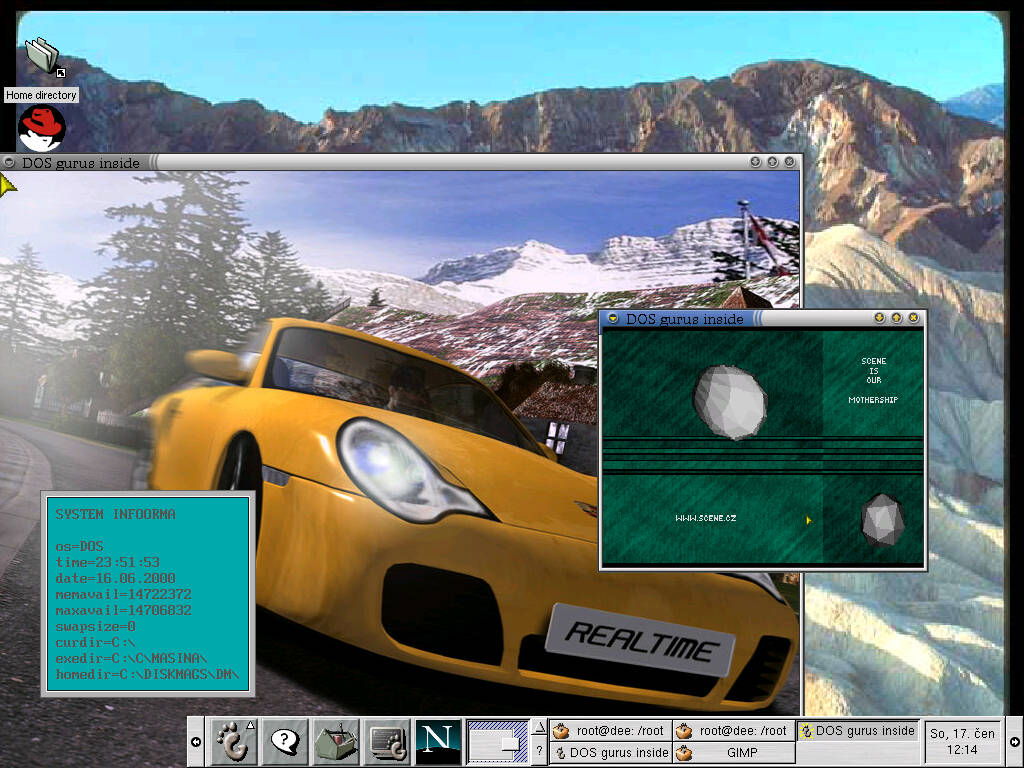 Home directory
DOS gurus inside
DOS gurus inside
SCENE
IS
OUR
MOTHERSHIP
WWW.SCENE.CZ
SYSTEM INFOORMA
os=DOS
time=23:51:53
date=16.06.2000
memavail=14722372
maxavail=14706832
swapsize=0
curdir=C:\
exedir=C:\C\MASINA\
homedir=C:\DISKMAGS\DM\
REALTIME
N
?
root@dee: /root
root@dee: /root
DOS gurus inside
DOS gurus inside
GIMP
So, 17. čen
12:14